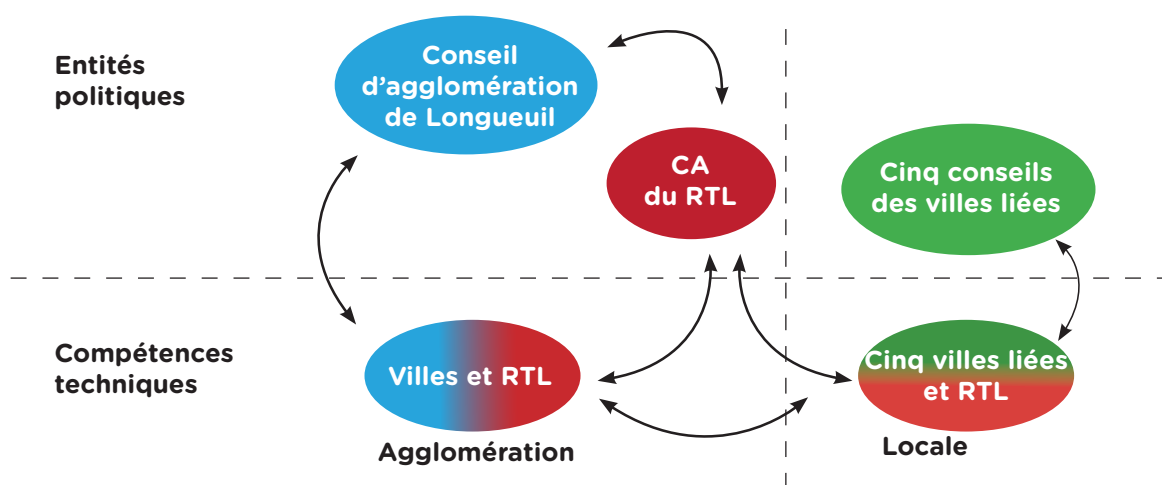 Entités
politiques
Conseil
d'agglomération
de Longueuil
CA
du RTL
Cinq conseils
des villes liées
Compétences
techniques
Villes et RTL
Agglomération
Cinq villes liées
et RTL
Locale